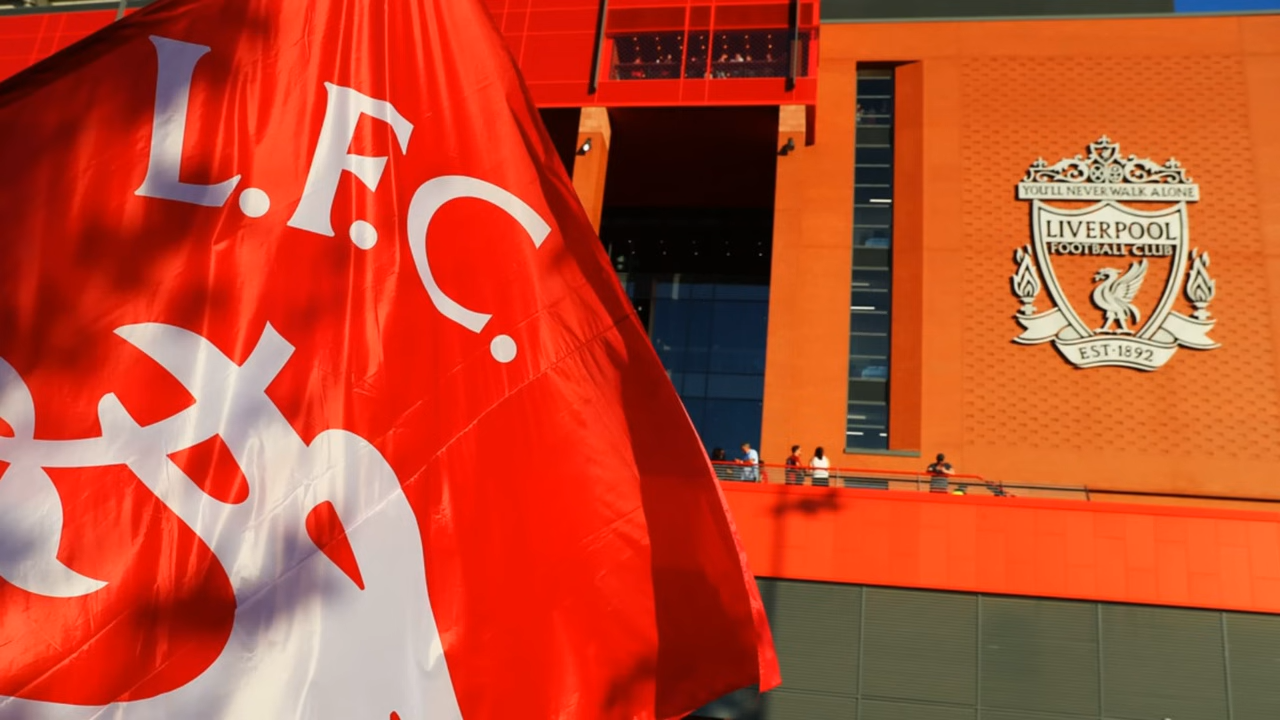 L.F.C.
YOU'LL NEVER WALK ALONE
LIVERPOOL
FOOTBALL CLUB
EST·1892